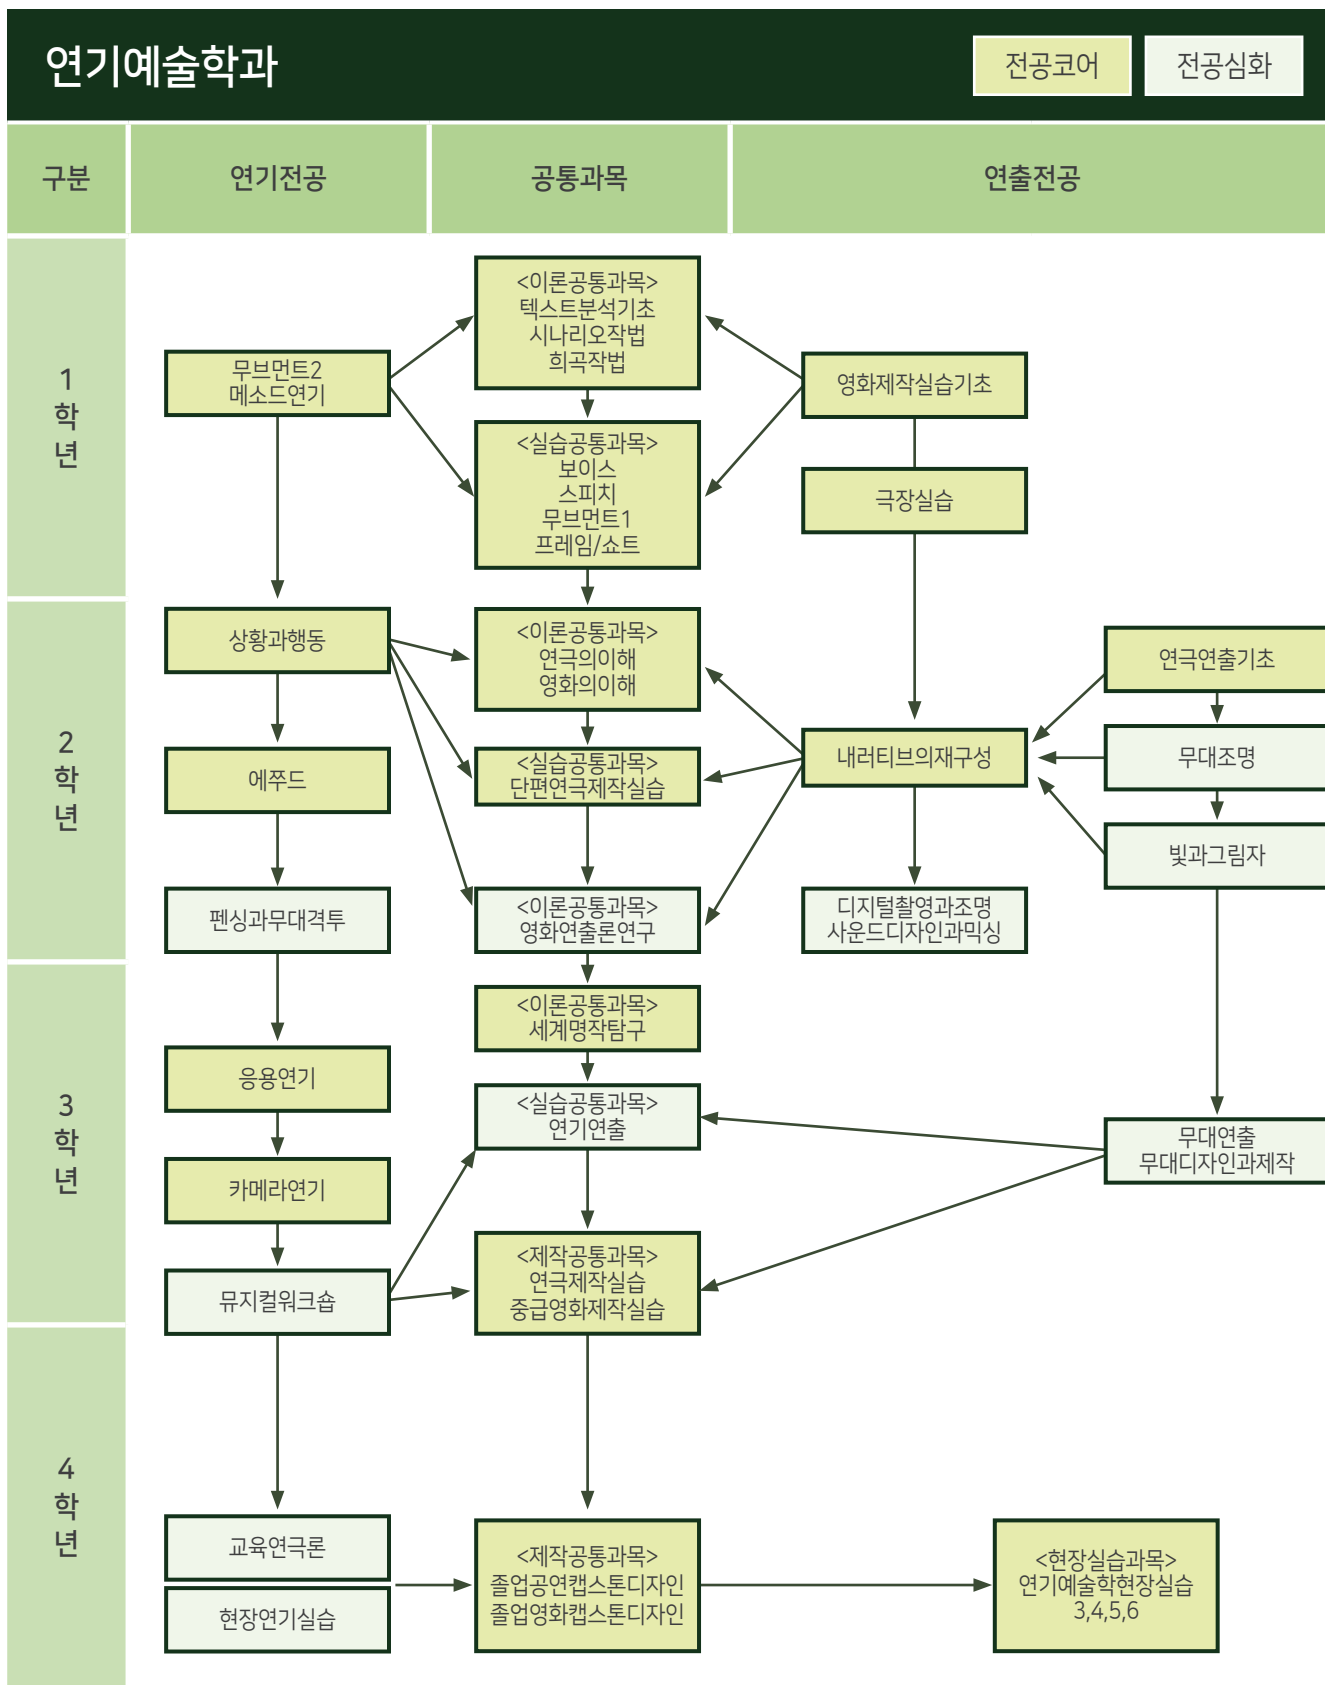 연기예술학과
전공코어
전공심화
구분
연기전공
공통과목
연출전공
1
학
년
무브먼트2
메소드연기
<이론공통과목>
텍스트분석기초
시나리오작법
희곡작법
<실습공통과목>
보이스
스피치
무브먼트1
프레임/쇼트
영화제작실습기초
극장실습
2
학
년
상황과행동
에쮸드
펜싱과무대격투
<이론공통과목>
연극의이해
영화의이해
<실습공통과목>
단편연극제작실습
<이론공통과목>
영화연출론연구
내러티브의재구성
디지털촬영과조명
사운드디자인과믹싱
연극연출기초
무대조명
빛과그림자
3
학
년
응용연기
카메라연기
뮤지컬워크숍
<이론공통과목>
세계명작탐구
<실습공통과목>
연기연출
<제작공통과목>
연극제작실습
중급영화제작실습
무대연출
무대디자인과제작
4
학
년
교육연극론
현장연기실습
<제작공통과목>
졸업공연캡스톤디자인
졸업영화캡스톤디자인
<현장실습과목>
연기예술학현장실습
3,4,5,6